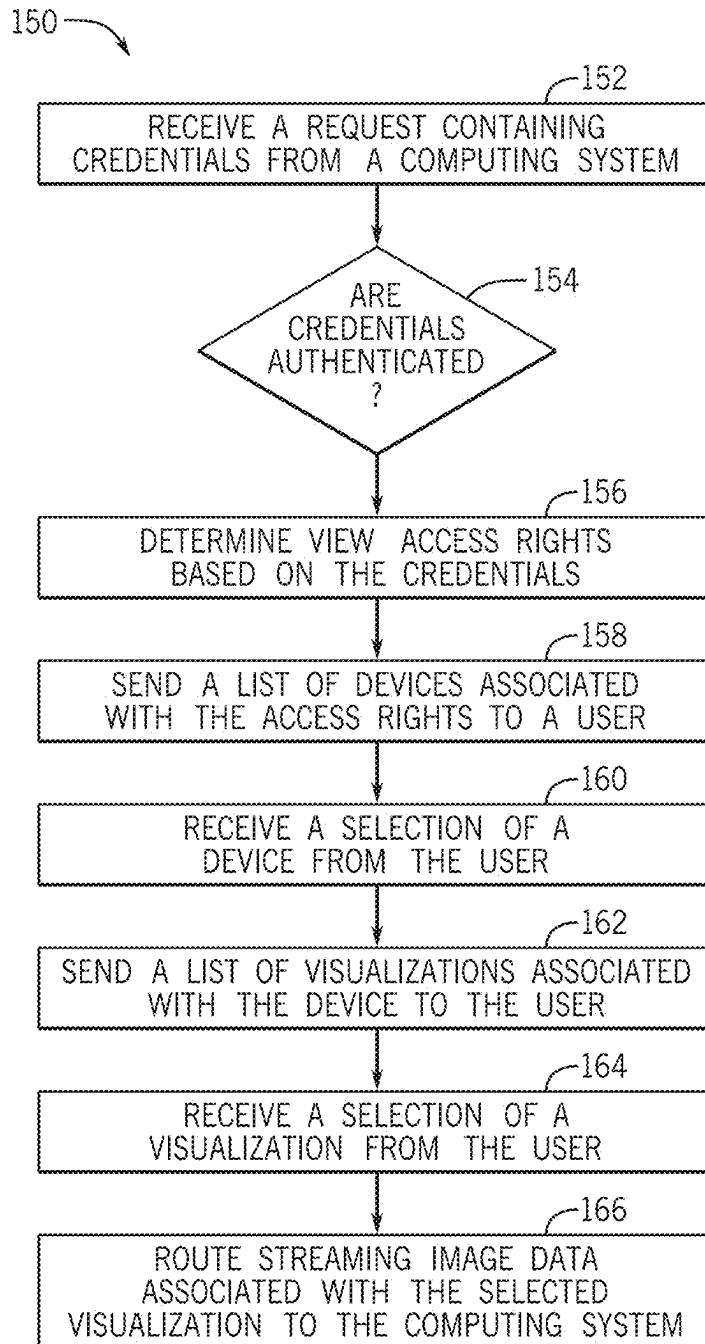 150
152
RECEIVE A REQUEST CONTAINING
CREDENTIALS FROM A COMPUTING SYSTEM
154
ARE
CREDENTIALS
AUTHENTICATED
?
156
DETERMINE VIEW ACCESS RIGHTS
BASED ON THE CREDENTIALS
158
SEND A LIST OF DEVICES ASSOCIATED
WITH THE ACCESS RIGHTS TO A USER
160
RECEIVE A SELECTION OF A
DEVICE FROM THE USER
162
SEND A LIST OF VISUALIZATIONS ASSOCIATED
WITH THE DEVICE TO THE USER
164
RECEIVE A SELECTION OF A
VISUALIZATION FROM THE USER
166
ROUTE STREAMING IMAGE DATA
ASSOCIATED WITH THE SELECTED
VISUALIZATION TO THE COMPUTING SYSTEM